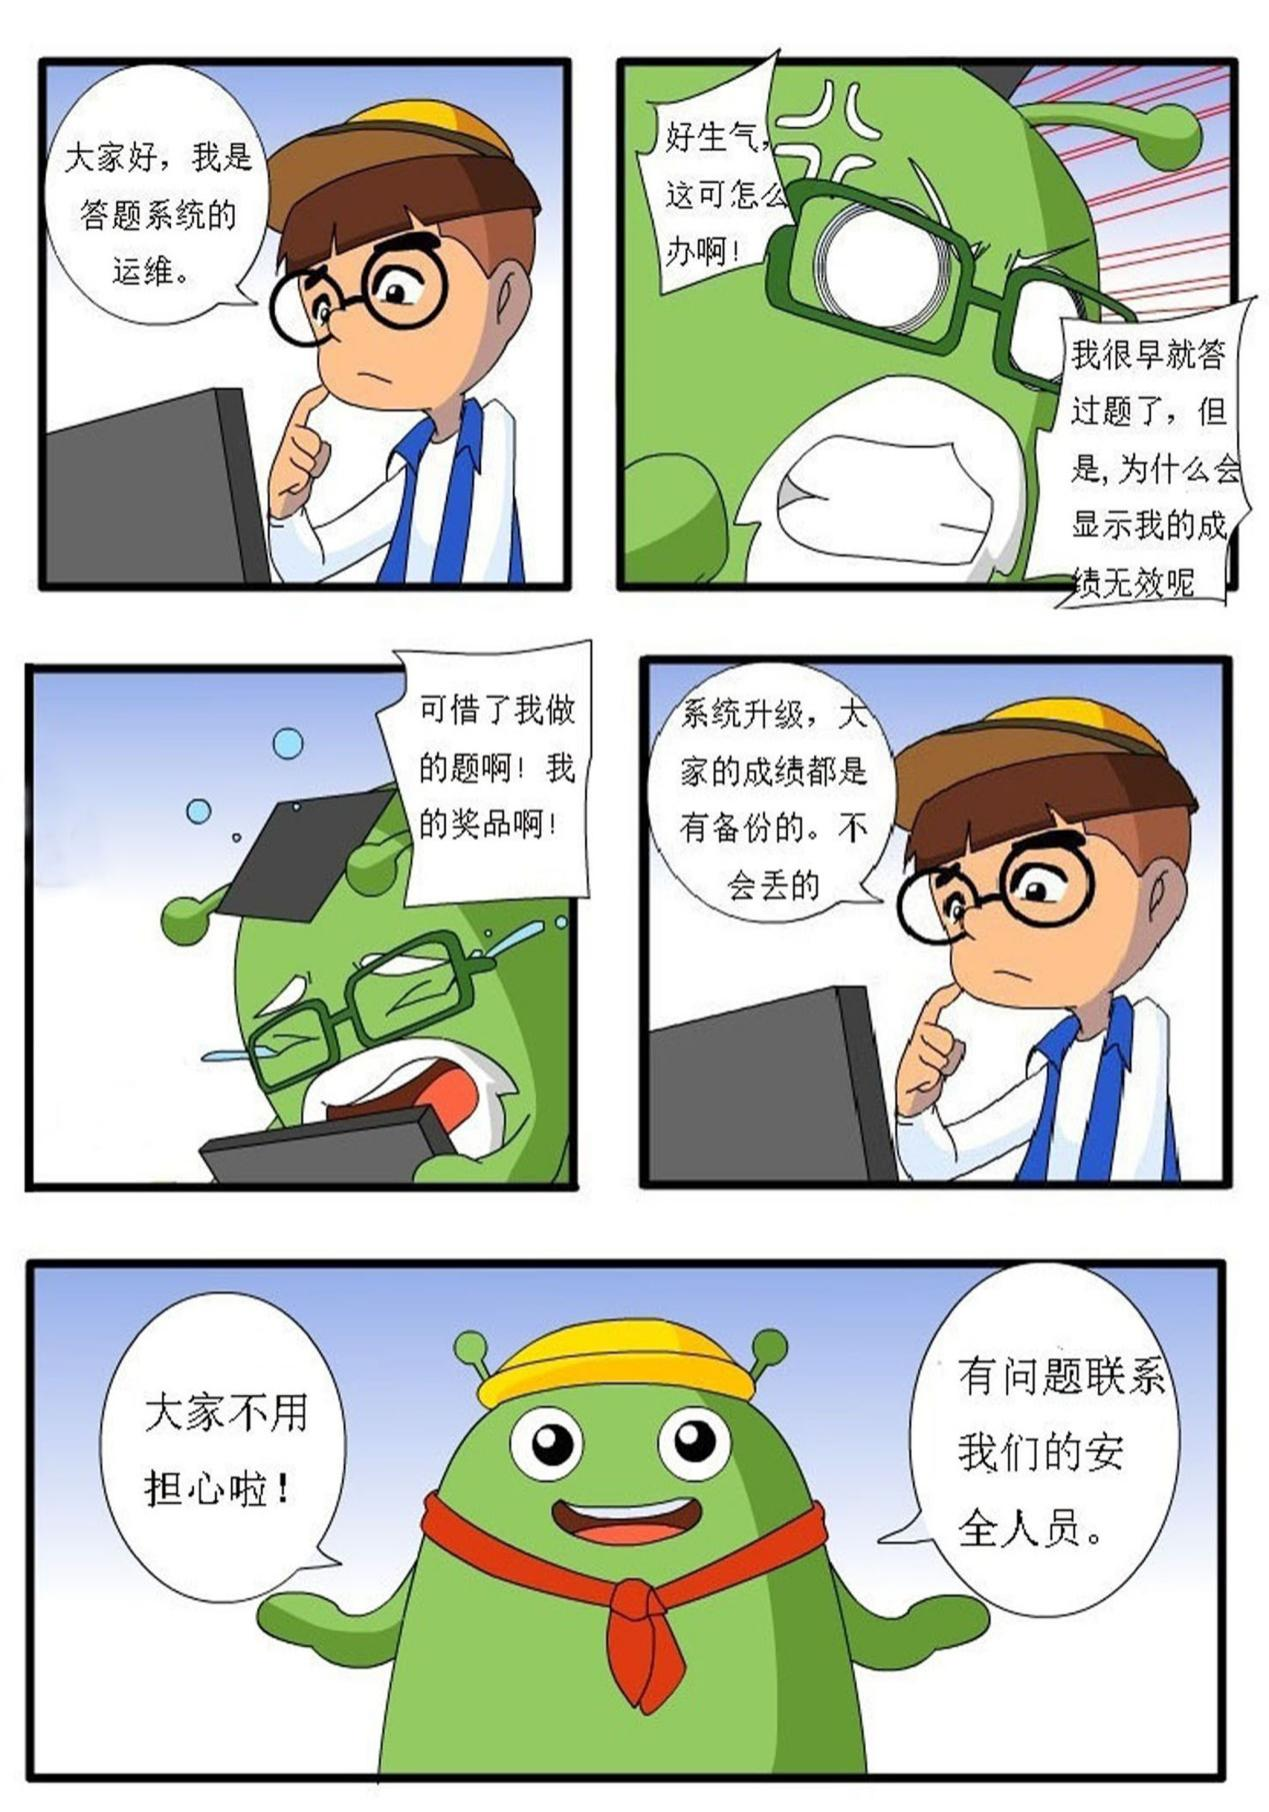 大家好，我是
答题系统的
运维。
好生气，
这可怎么
办啊！
我很早就答
过题了，但
是，为什么会
显示我的成
绩无效呢
可惜了我做
的题啊！我
的奖品啊！
系统升级，大
家的成绩都是
有备份的。不
会丢的
大家不用
担心啦！
有问题联系
我们的安
全人员。